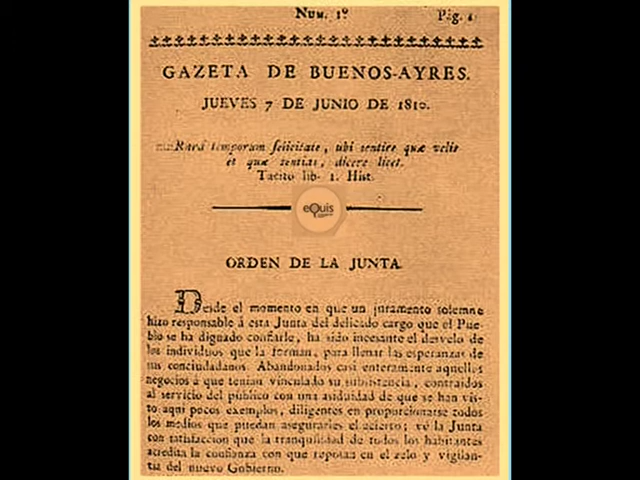 Num. 1º Pág. 1
GAZETA DE BUENOS-AYRES.
JUEVES 7 DE JUNIO DE 1810.
Rara temporum felicitate, ubi sentire quæ velis
et quæ sentias, dicere licet.
Tacito lib. 1. Hist.
eQuis
ORDEN DE LA JUNTA.
Desde el momento en que un juramento solemne
hizo responsable á esta Junta del delicado cargo que el Pue-
blo se ha dignado confiarle, ha sido incesante el desvelo de
los individuos que la forman, para llenar las esperanzas de
sus conciudadanos. Abandonados casi enteramente aquellos
negocios á que tenian vinculado su subsistencia, contraidos
al servicio del público con una asiduidad de que se han vis-
to aquí pocos exemplos, diligentes en proporcionarse todos
los medios que puedan asegurarles el acierto; vé la Junta
con satisfaccion que la tranquilidad de todos los habitantes
acredita la confianza con que reposan en el zelo y vigilan-
tia del nuevo Gobierno.